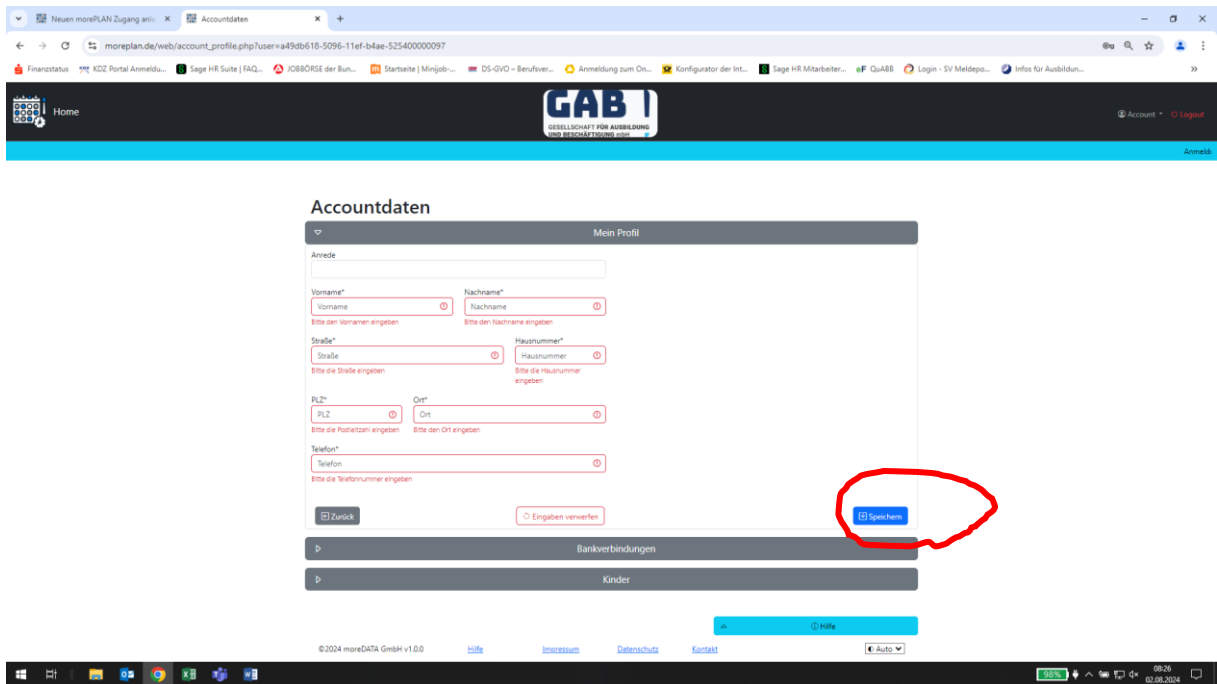 Neuen morePLAN Zugang anle
Accountdaten
moreplan.de/web/account_profile.php?user=a49db618-5096-11ef-b4ae-525400000097
Finanzstatus KDZ Portal Anmeldu... Sage HR Suite | FAQ... JOBBÖRSE der Bun... Startseite | Minijob-... DS-GVO – Berufsver... Anmeldung zum On... Konfigurator der Int... Sage HR Mitarbeiter... eF QuABB Login - SV Meldepo... Infos für Ausbildun... »
Home
GAB !
GESELLSCHAFT FÜR AUSBILDUNG
UND BESCHÄFTIGUNG mbH
Account Logout
Anmeld
Accountdaten
Mein Profil
Anrede
Vorname* Nachname*
Vorname Nachname
Bitte den Vornamen eingeben Bitte den Nachname eingeben
Straße* Hausnummer*
Straße Hausnummer
Bitte die Straße eingeben Bitte die Hausnummer
eingeben
PLZ* Ort*
PLZ Ort
Bitte die Postleitzahl eingeben Bitte den Ort eingeben
Telefon*
Telefon
Bitte die Telefonnummer eingeben
Zurück Eingaben verwerfen Speichern
Bankverbindungen
Kinder
Hilfe
©2024 moreDATA GmbH v1.0.0 Hilfe Impressum Datenschutz Kontakt Auto
98% 08:26
02.08.2024